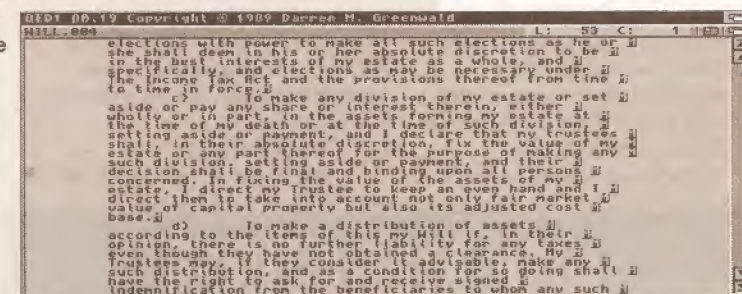 QED1 00.19 Copyright © 1989 Darren M. Greenwald
WILL.004 L: 53 C: 1
elections with power to make all such elections as he or
she shall deem in his or her absolute discretion to be
in the best interests of my estate as a whole, and
specifically, and elections as may be necessary under
The Income Tax Act and the provisions thereof from time
to time in force.
c) To make any division of my estate or set
aside or pay any share or interest therein, either
wholly or in part, in the assets forming my estate at
the time of my death or at the time of such division,
setting aside or payment, and I declare that my trustees
shall, in their absolute discretion, fix the value of my
estate or any part thereof for the purpose of making any
such division, setting aside or payment, and their
decision shall be final and binding upon all persons
concerned. In fixing the value of the assets of my
estate, I direct my Trustee to keep an even hand and I
direct them to take into account not only fair market
value of capital property but also its adjusted cost
base.
d) To make a distribution of assets
according to the items of this my Will if, in their
opinion, there is no further liability for any taxes
even though they have not obtained a clearance. My
Trustees may, if they consider it advisable, make any
such distribution, and as a condition for so doing shall
have the right to ask for and receive signed
indemnification from the beneficiaries to whom any such